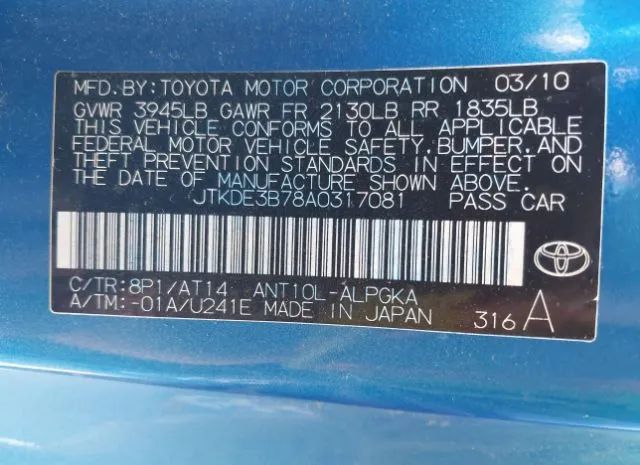 MFD.BY:TOYOTA MOTOR CORPORATION 03/10
GVWR 3945LB GAWR FR 2130LB RR 1835LB
THIS VEHICLE CONFORMS TO ALL APPLICABLE
FEDERAL MOTOR VEHICLE SAFETY,BUMPER,AND
THEFT PREVENTION STANDARDS IN EFFECT ON
THE DATE OF MANUFACTURE SHOWN ABOVE.
JTKDE3B78A0317081 PASS CAR
C/TR:8P1/AT14 ANT10L-ALPGKA
A/TM:-01A/U241E MADE IN JAPAN 316 A